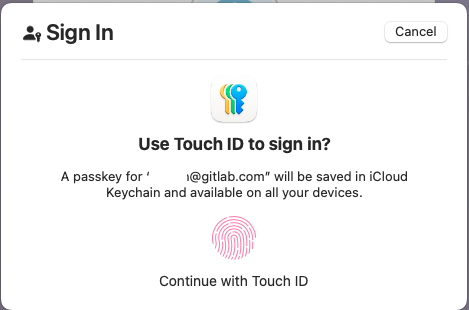 Sign In
Cancel
Use Touch ID to sign in?
A passkey for “ @gitlab.com” will be saved in iCloud
Keychain and available on all your devices.
Continue with Touch ID